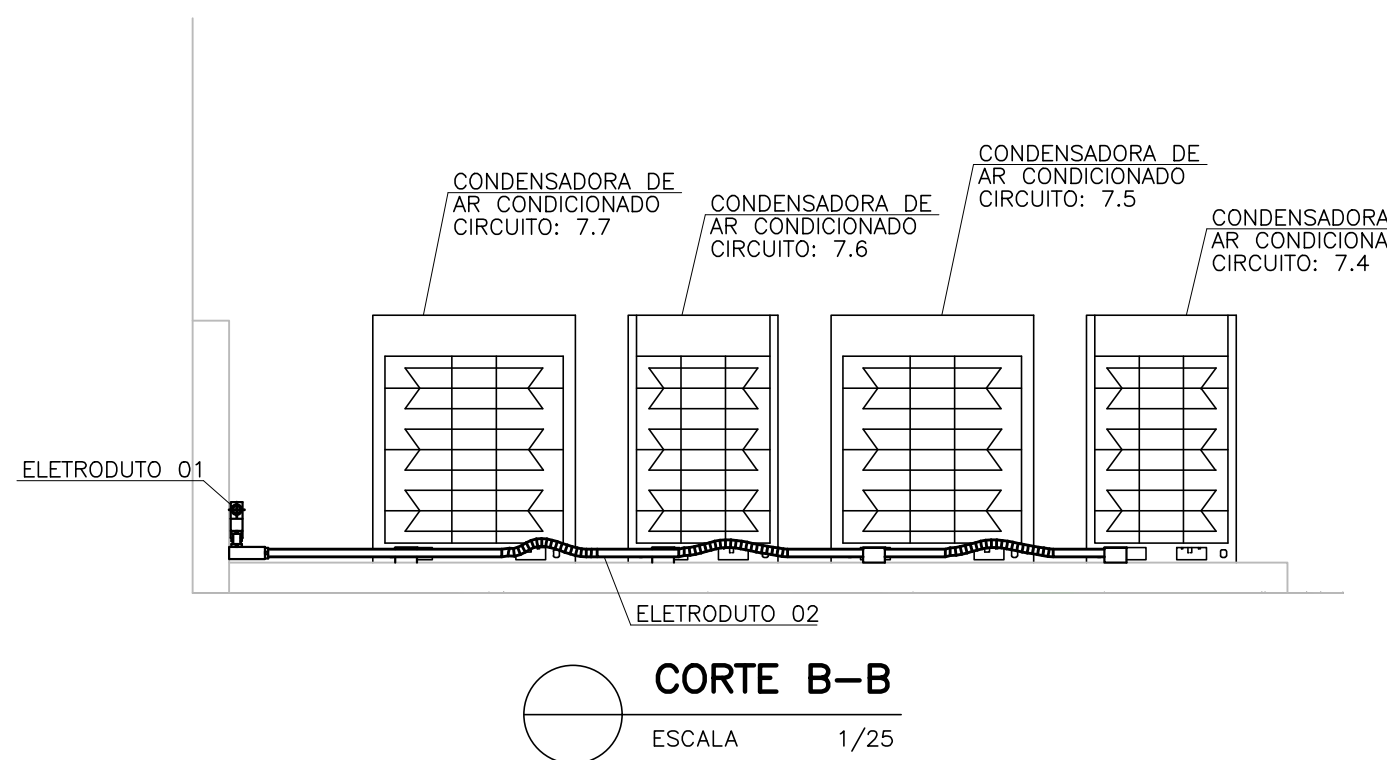 CONDENSADORA DE
AR CONDICIONADO
CIRCUITO: 7.7
CONDENSADORA DE
AR CONDICIONADO
CIRCUITO: 7.6
CONDENSADORA DE
AR CONDICIONADO
CIRCUITO: 7.5
CONDENSADORA
AR CONDICIONA
CIRCUITO: 7.4
ELETRODUTO 01
ELETRODUTO 02
CORTE B-B
ESCALA 1/25